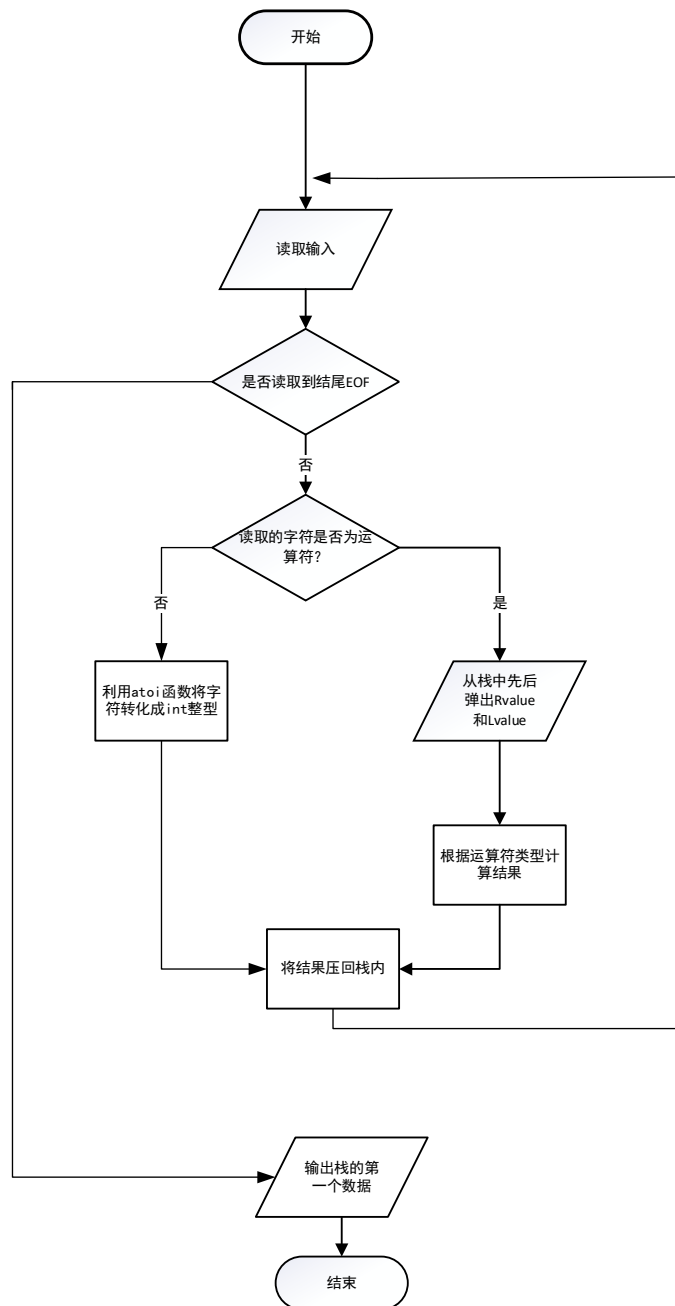 开始
读取输入
是否读取到结尾EOF
否
读取的字符是否为运
算符？
否
是
利用atoi函数将字
符转化成int整型
从栈中先后
弹出Rvalue
和Lvalue
根据运算符类型计
算结果
将结果压回栈内
输出栈的第
一个数据
结束